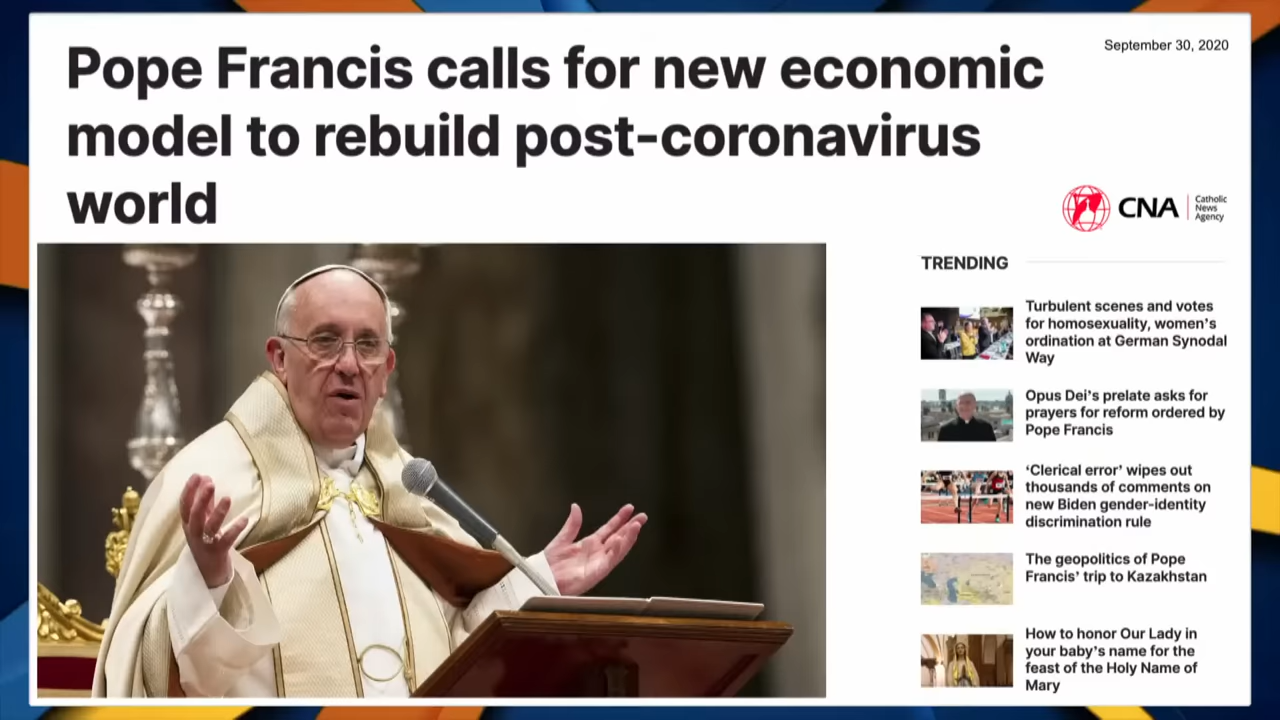 Pope Francis calls for new economic
model to rebuild post-coronavirus
world
September 30, 2020
CNA
Catholic
News
Agency
TRENDING
Turbulent scenes and votes
for homosexuality, women's
ordination at German Synodal
Way
Opus Dei's prelate asks for
prayers for reform ordered by
Pope Francis
‘Clerical error’ wipes out
thousands of comments on
new Biden gender-identity
discrimination rule
The geopolitics of Pope
Francis’ trip to Kazakhstan
How to honor Our Lady in
your baby’s name for the
feast of the Holy Name of
Mary